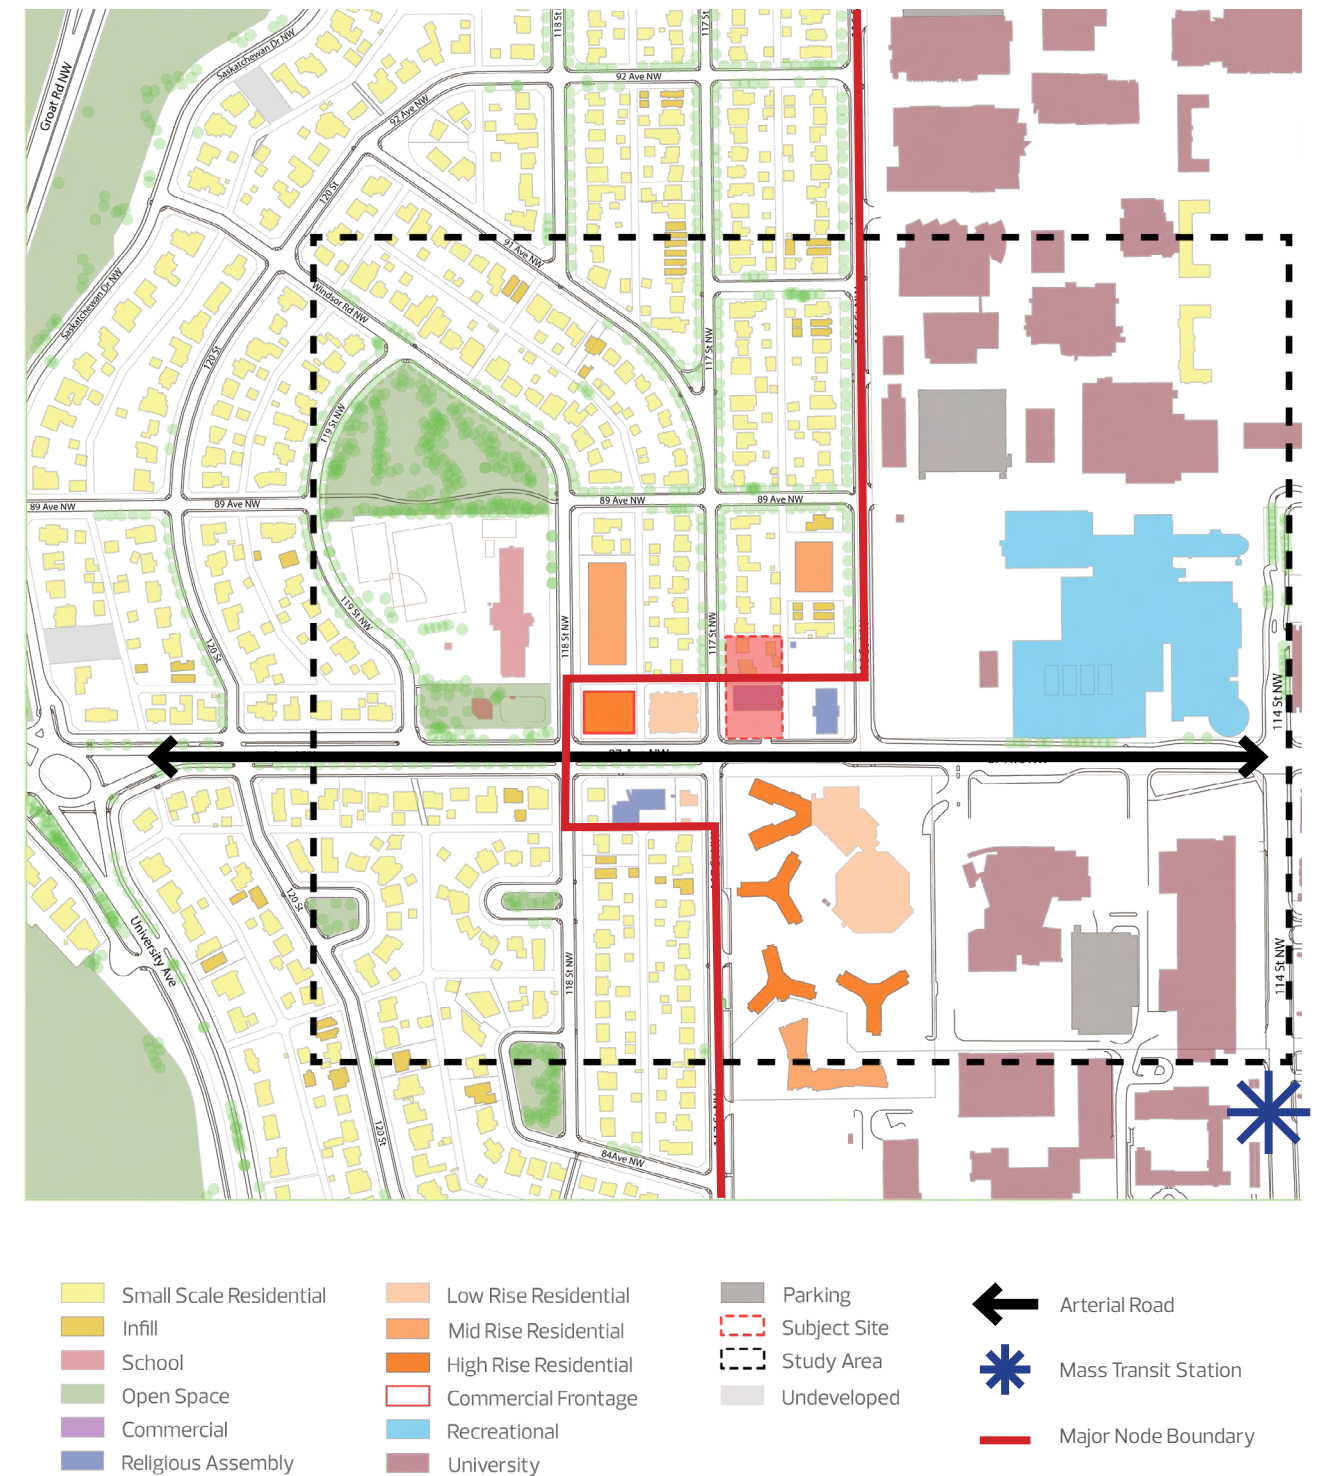 118 St NW
117 St NW
Saskatchewan Dr NW
Groat Rd NW
92 Ave NW
92 Ave NW
120 St
91 Ave NW
Saskatchewan Dr NW
Windsor Rd NW
120 St
117 St NW
119 St NW
89 Ave NW
89 Ave NW
89 Ave NW
89 Ave NW
119 St NW
120 St
118 St NW
117 St NW
114 St NW
120 St
University Ave
118 St NW
114 St NW
120 St
84Ave NW
Small Scale Residential
Infill
School
Open Space
Commercial
Religious Assembly
Low Rise Residential
Mid Rise Residential
High Rise Residential
Commercial Frontage
Recreational
University
Parking
Subject Site
Study Area
Undeveloped
Arterial Road
Mass Transit Station
Major Node Boundary